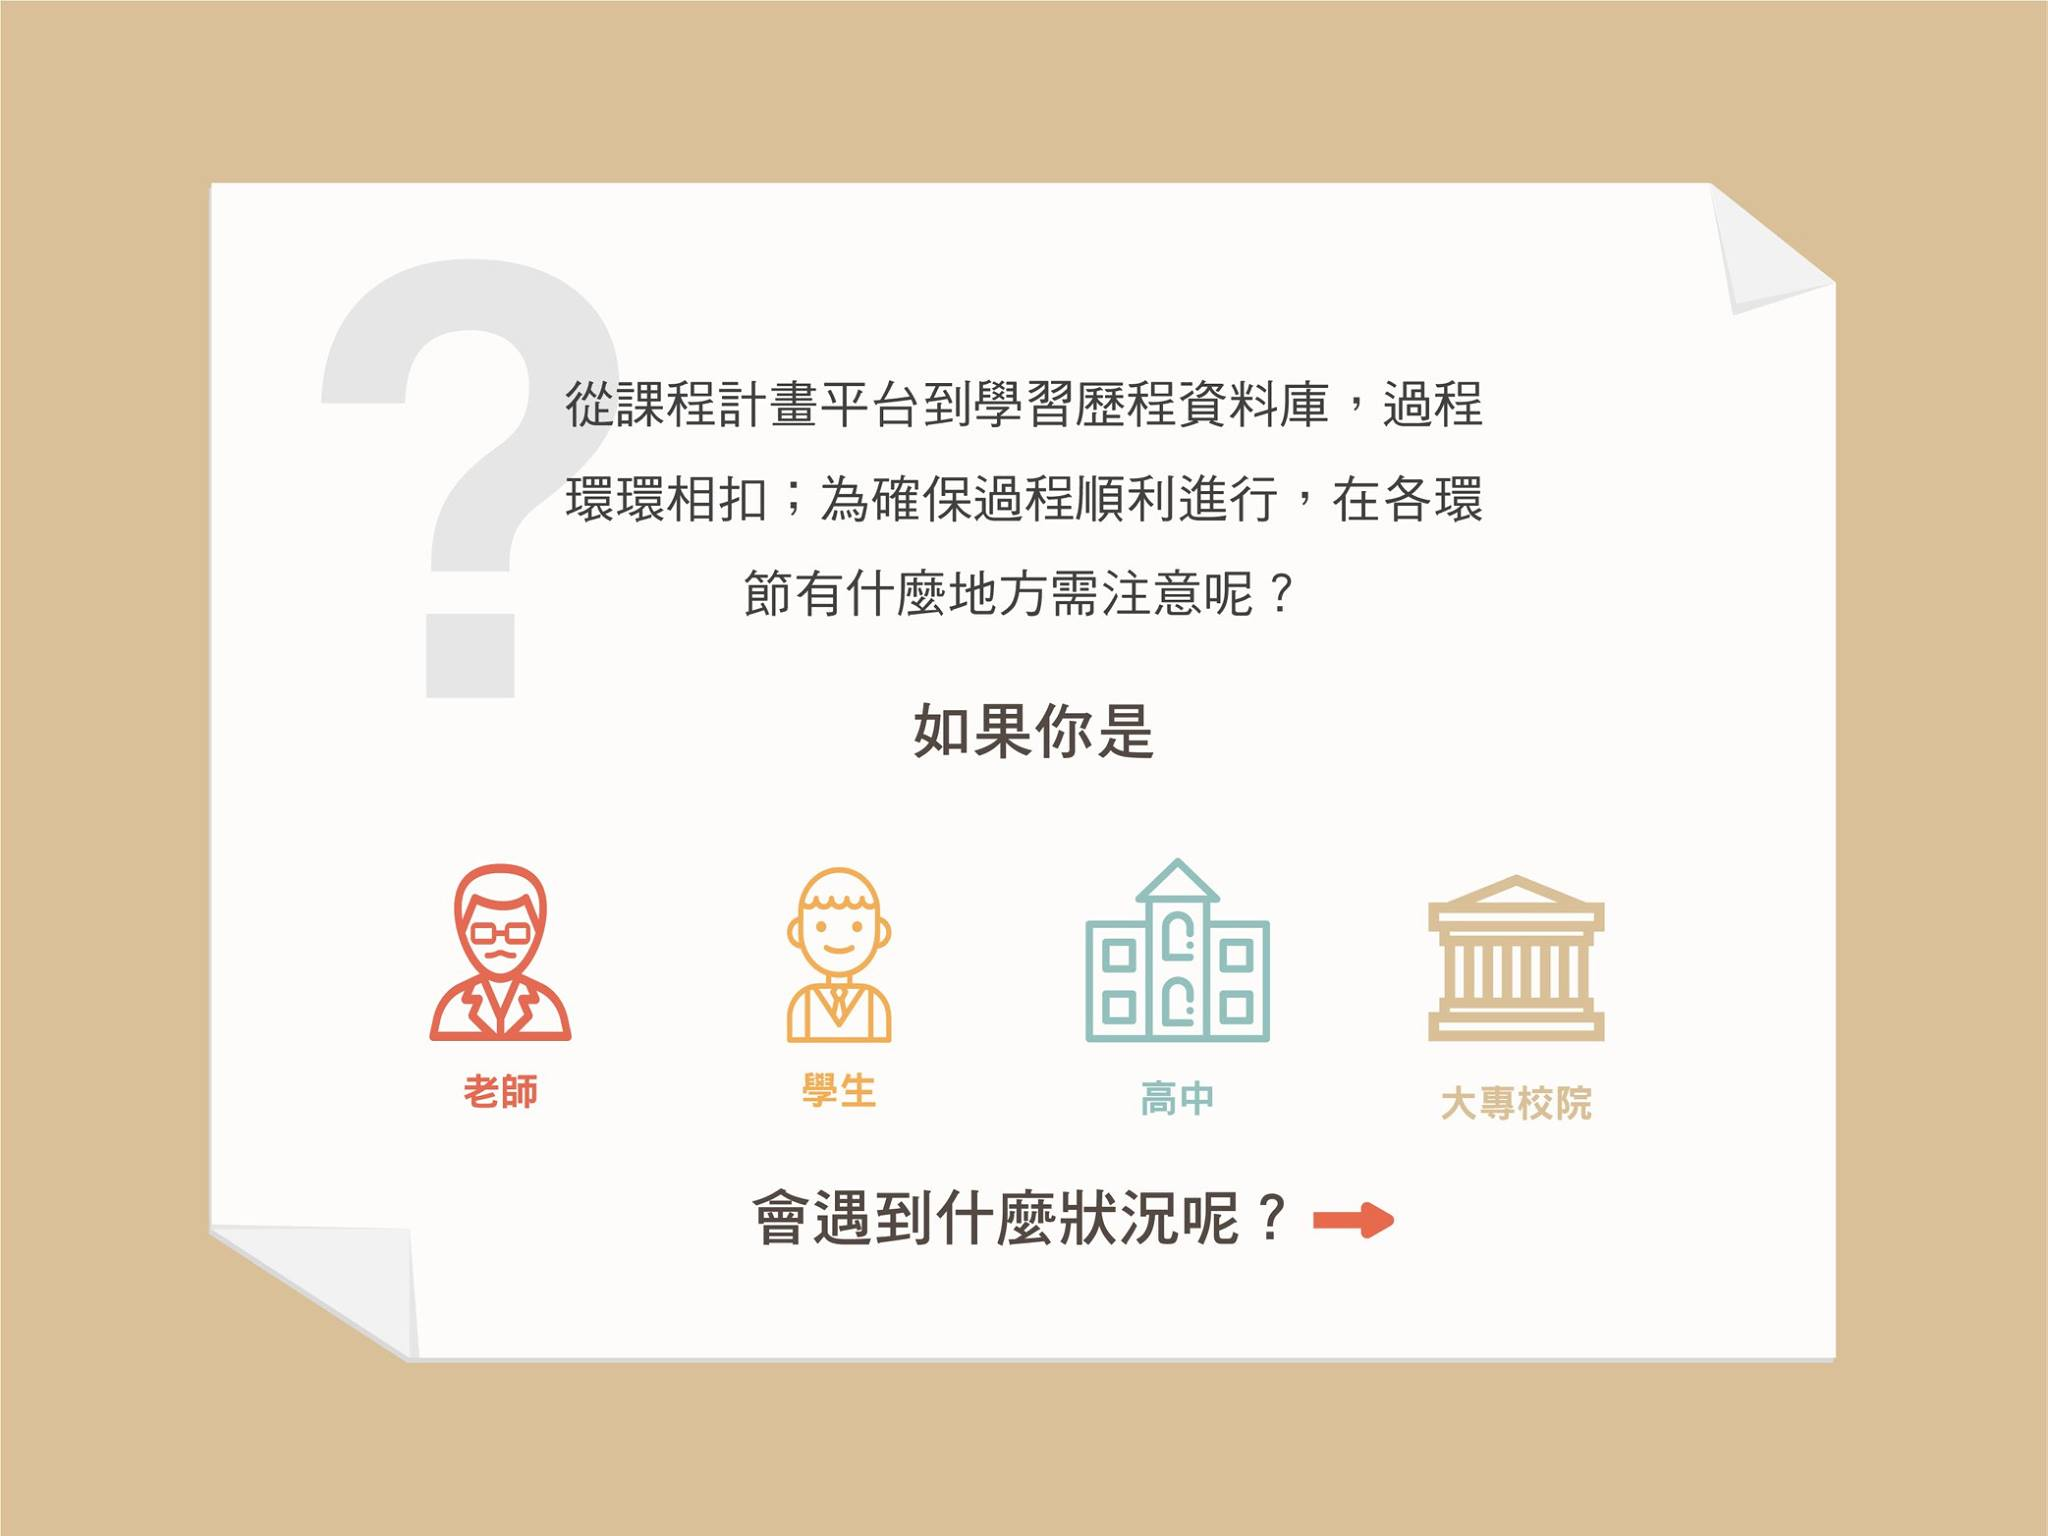 從課程計畫平台到學習歷程資料庫，過程
環環相扣；為確保過程順利進行，在各環
節有什麼地方需注意呢？
如果你是
老師
學生
高中
大專校院
會遇到什麼狀況呢？